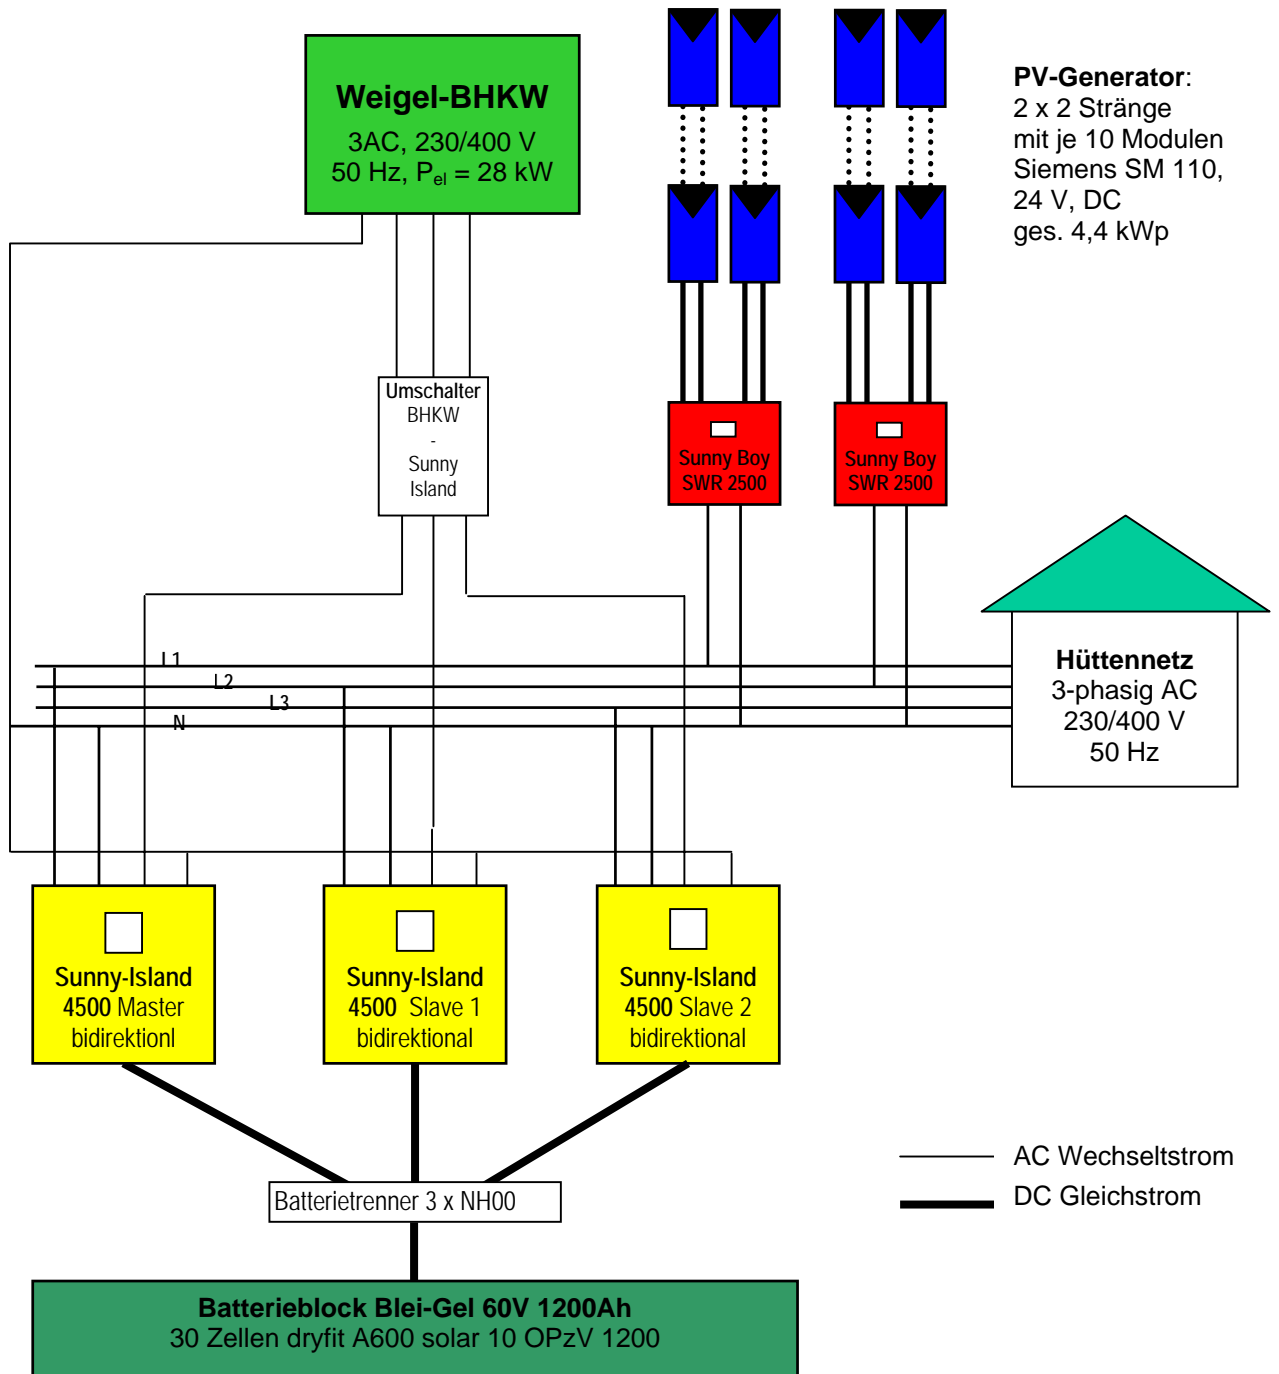 Weigel-BHKW
3AC, 230/400 V
50 Hz, Pel = 28 kW
PV-Generator:
2 x 2 Stränge
mit je 10 Modulen
Siemens SM 110,
24 V, DC
ges. 4,4 kWp
Umschalter
BHKW
-
Sunny
Island
Sunny Boy
SWR 2500
Sunny Boy
SWR 2500
Hüttennetz
3-phasig AC
230/400 V
50 Hz
L1
L2
L3
N
Sunny-Island
4500 Master
bidirektionl
Sunny-Island
4500 Slave 1
bidirektional
Sunny-Island
4500 Slave 2
bidirektional
AC Wechseltstrom
DC Gleichstrom
Batterietrenner 3 x NH00
Batterieblock Blei-Gel 60V 1200Ah
30 Zellen dryfit A600 solar 10 OPzV 1200